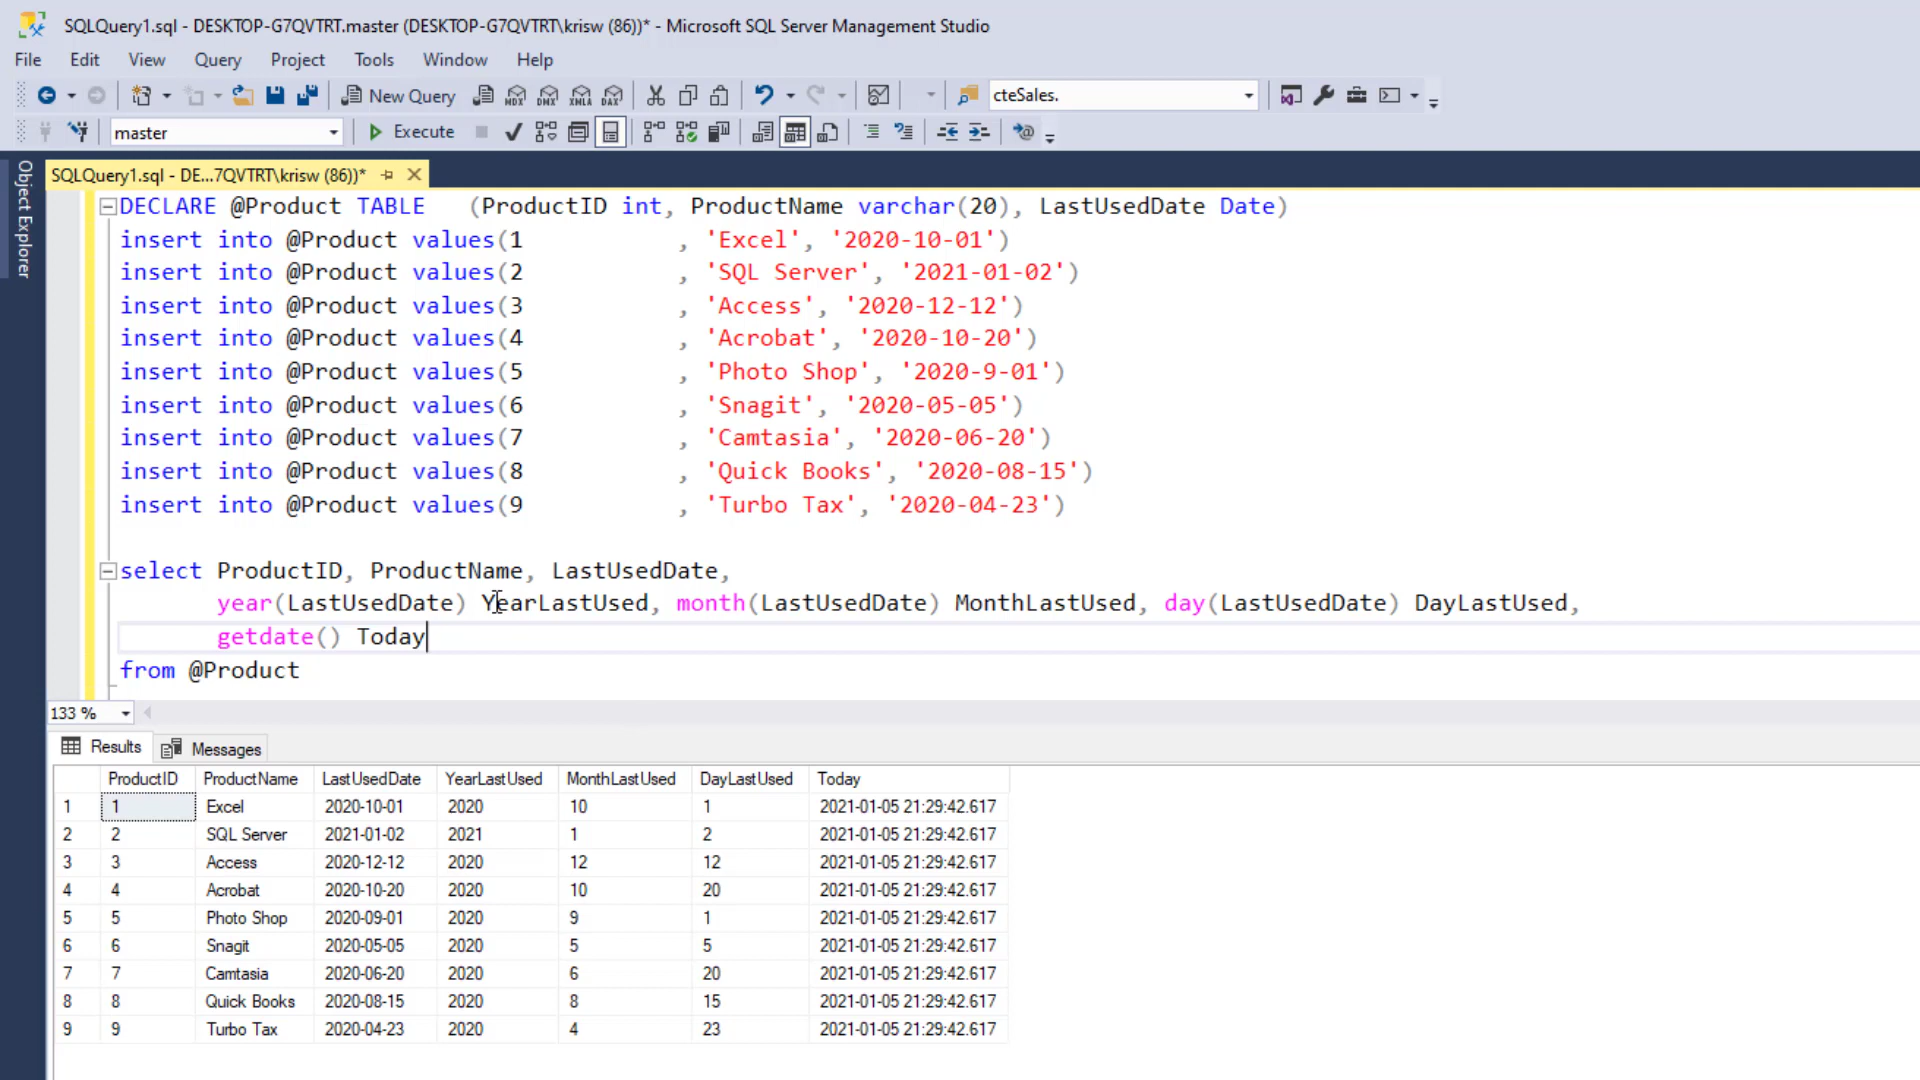 SQLQuery1.sql - DESKTOP-G7QVTRT.master (DESKTOP-G7QVTRT\krisw (86))* - Microsoft SQL Server Management Studio
File Edit View Query Project Tools Window Help
New Query MDX DMX XMLA DAX cteSales.
master Execute
SQLQuery1.sql - DE...7QVTRT\krisw (86))*
Object Explorer
DECLARE @Product TABLE (ProductID int, ProductName varchar(20), LastUsedDate Date)
insert into @Product values(1 , 'Excel', '2020-10-01')
insert into @Product values(2 , 'SQL Server', '2021-01-02')
insert into @Product values(3 , 'Access', '2020-12-12')
insert into @Product values(4 , 'Acrobat', '2020-10-20')
insert into @Product values(5 , 'Photo Shop', '2020-9-01')
insert into @Product values(6 , 'Snagit', '2020-05-05')
insert into @Product values(7 , 'Camtasia', '2020-06-20')
insert into @Product values(8 , 'Quick Books', '2020-08-15')
insert into @Product values(9 , 'Turbo Tax', '2020-04-23')
select ProductID, ProductName, LastUsedDate,
year(LastUsedDate) YearLastUsed, month(LastUsedDate) MonthLastUsed, day(LastUsedDate) DayLastUsed,
getdate() Today
from @Product
133 %
Results Messages
ProductID ProductName LastUsedDate YearLastUsed MonthLastUsed DayLastUsed Today
1 1 Excel 2020-10-01 2020 10 1 2021-01-05 21:29:42.617
2 2 SQL Server 2021-01-02 2021 1 2 2021-01-05 21:29:42.617
3 3 Access 2020-12-12 2020 12 12 2021-01-05 21:29:42.617
4 4 Acrobat 2020-10-20 2020 10 20 2021-01-05 21:29:42.617
5 5 Photo Shop 2020-09-01 2020 9 1 2021-01-05 21:29:42.617
6 6 Snagit 2020-05-05 2020 5 5 2021-01-05 21:29:42.617
7 7 Camtasia 2020-06-20 2020 6 20 2021-01-05 21:29:42.617
8 8 Quick Books 2020-08-15 2020 8 15 2021-01-05 21:29:42.617
9 9 Turbo Tax 2020-04-23 2020 4 23 2021-01-05 21:29:42.617